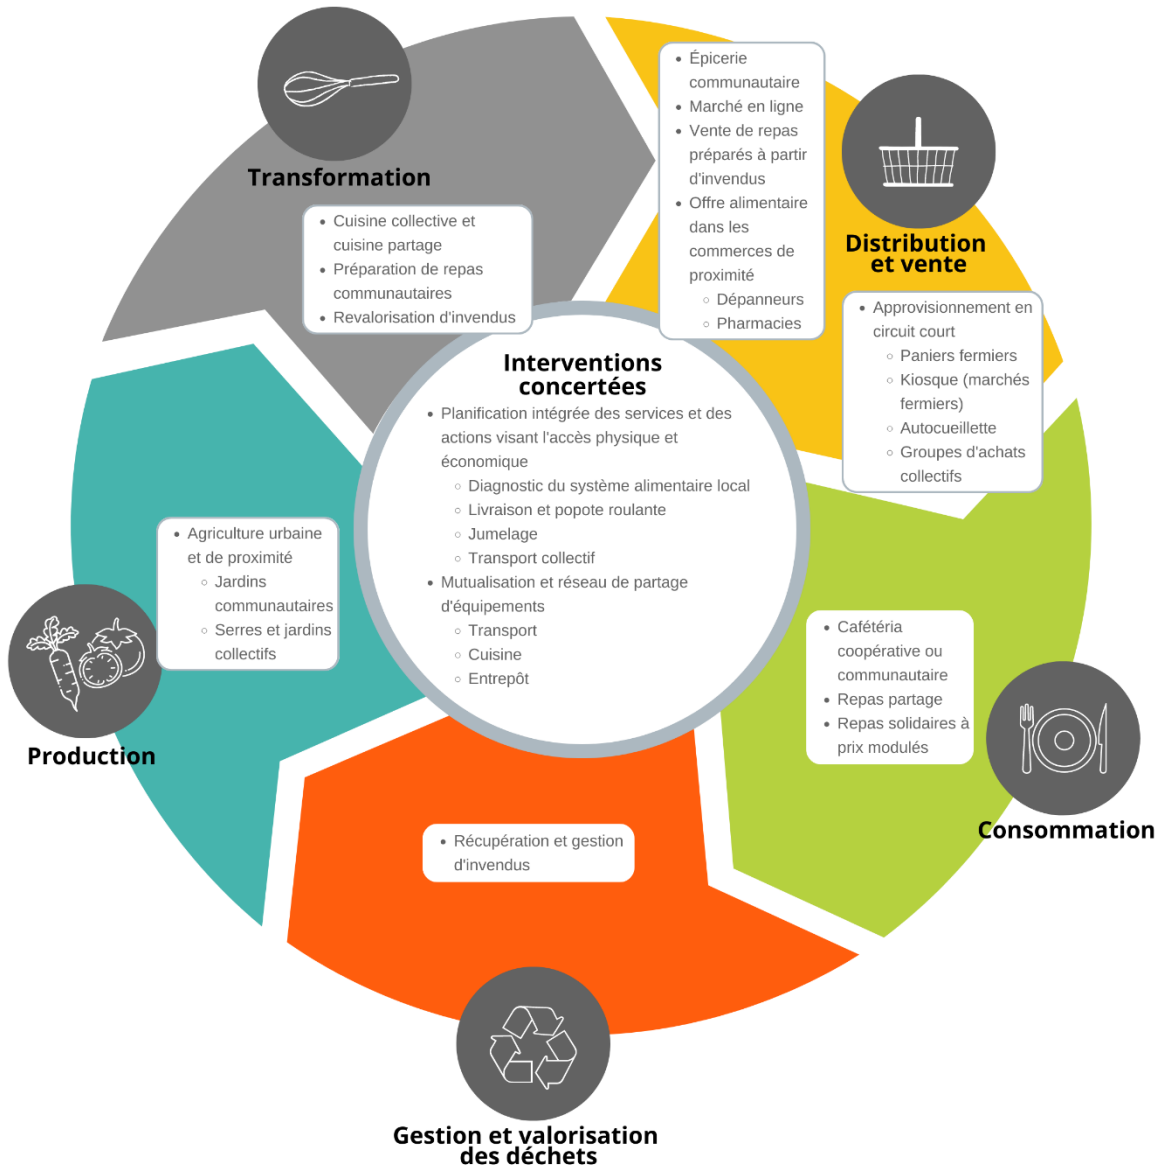 Transformation
• Cuisine collective et
cuisine partage
• Préparation de repas
communautaires
• Revalorisation d'invendus
• Épicerie
communautaire
• Marché en ligne
• Vente de repas
préparés à partir
d'invendus
• Offre alimentaire
dans les
commerces de
proximité
○ Dépanneurs
○ Pharmacies
Distribution
et vente
• Approvisionnement en
circuit court
○ Paniers fermiers
○ Kiosque (marchés
fermiers)
○ Autocueillette
○ Groupes d'achats
collectifs
Interventions
concertées
• Planification intégrée des services et des
actions visant l'accès physique et
économique
○ Diagnostic du système alimentaire local
○ Livraison et popote roulante
○ Jumelage
○ Transport collectif
• Mutualisation et réseau de partage
d'équipements
○ Transport
○ Cuisine
○ Entrepôt
• Agriculture urbaine
et de proximité
○ Jardins
communautaires
○ Serres et jardins
collectifs
Production
• Cafétéria
coopérative ou
communautaire
• Repas partage
• Repas solidaires à
prix modulés
Consommation
• Récupération et gestion
d'invendus
Gestion et valorisation
des déchets